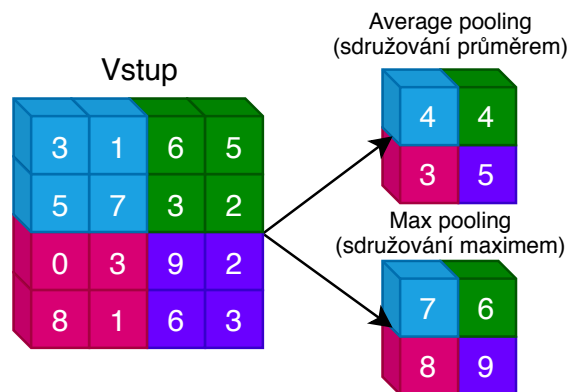 Vstup
3 1 6 5
5 7 3 2
0 3 9 2
8 1 6 3
Average pooling
(sdružování průměrem)
4 4
3 5
Max pooling
(sdružování maximem)
7 6
8 9